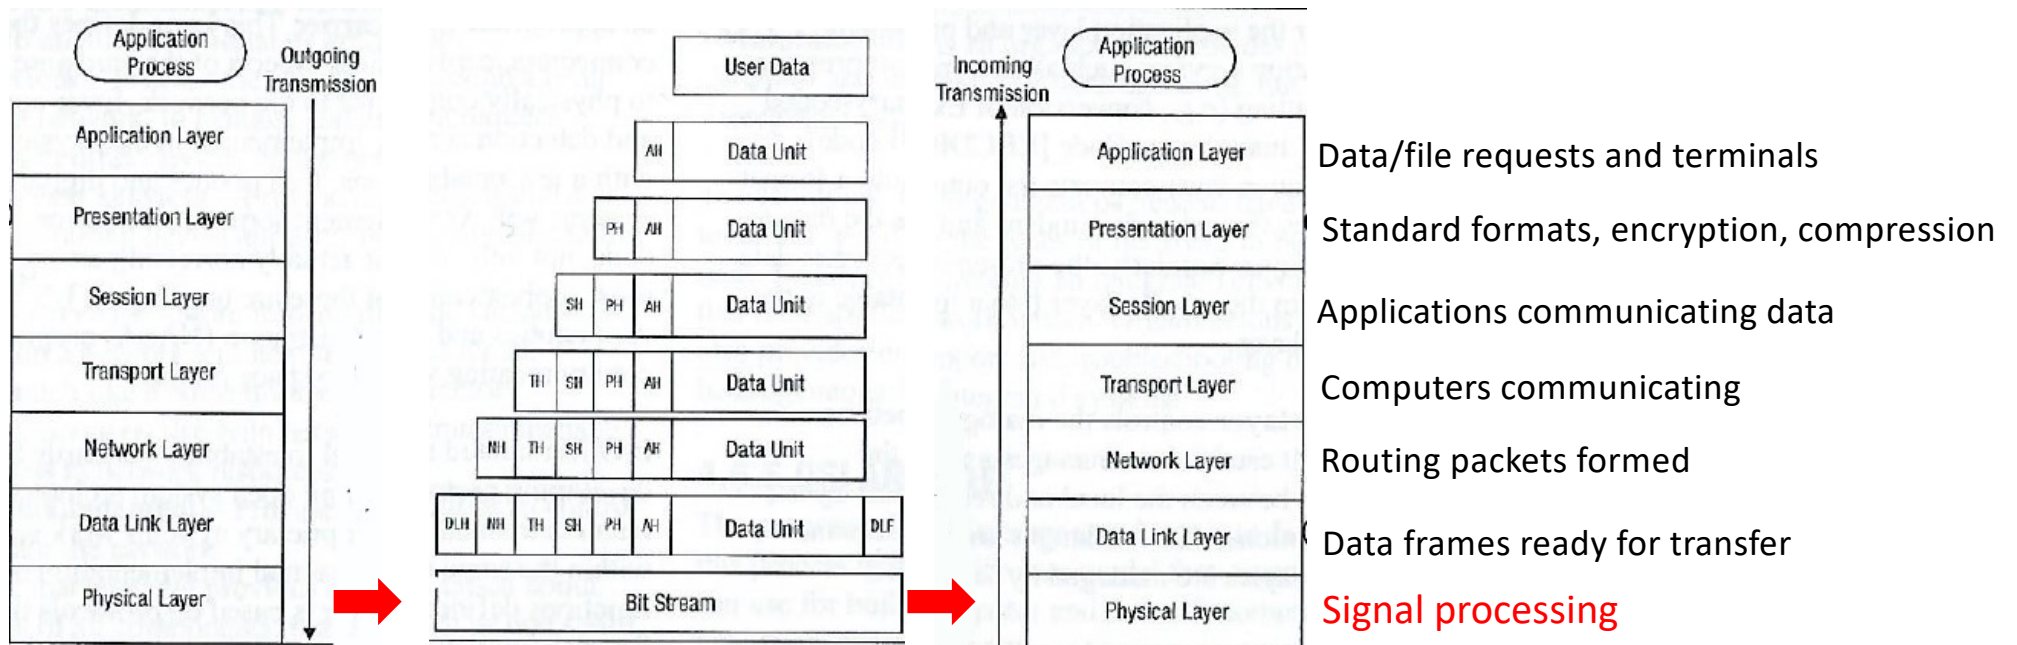 Application
Process
Outgoing
Transmission
Application Layer
Presentation Layer
Session Layer
Transport Layer
Network Layer
Data Link Layer
Physical Layer
User Data
AH Data Unit
PH AH Data Unit
SH PH AH Data Unit
TH SH PH AH Data Unit
NH TH SH PH AH Data Unit
DLH NH TH SH PH AH Data Unit DLF
Bit Stream
Incoming
Transmission
Application
Process
Application Layer
Presentation Layer
Session Layer
Transport Layer
Network Layer
Data Link Layer
Physical Layer
Data/file requests and terminals
Standard formats, encryption, compression
Applications communicating data
Computers communicating
Routing packets formed
Data frames ready for transfer
Signal processing